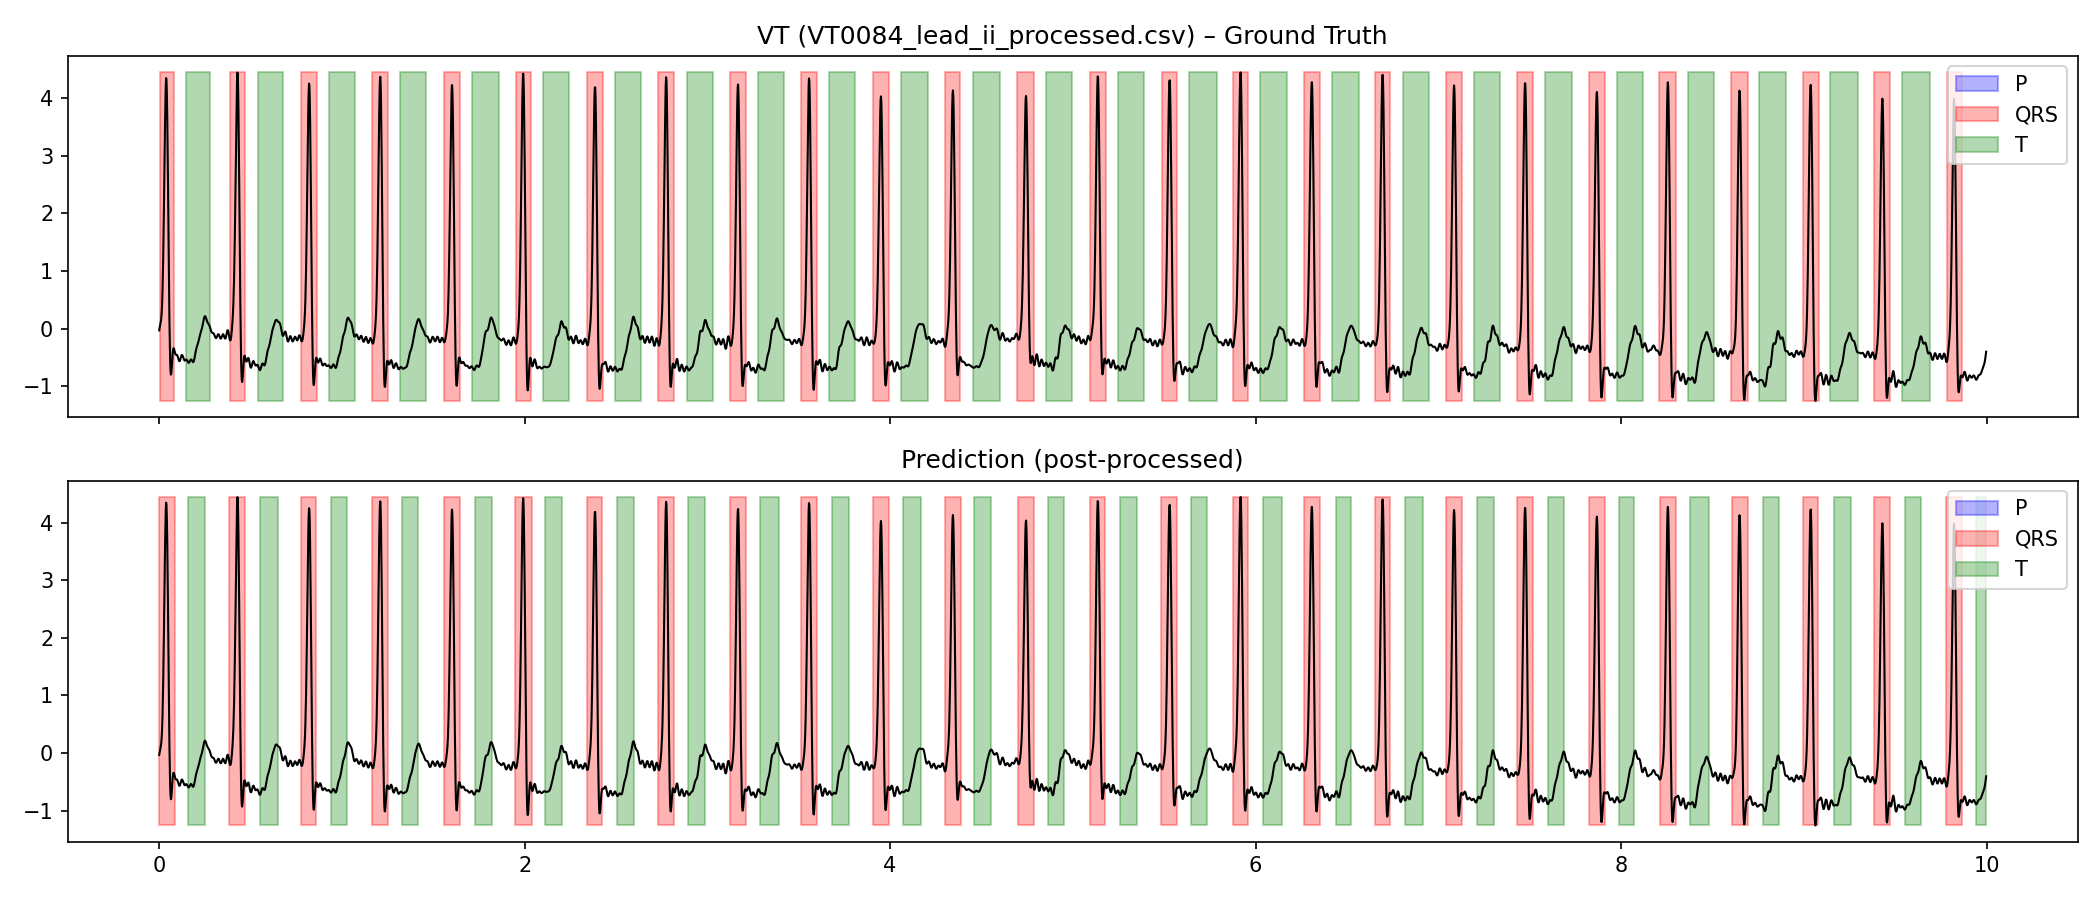 VT (VT0084_lead_ii_processed.csv) – Ground Truth
4
3
2
1
0
−1
P
QRS
T
Prediction (post-processed)
4
3
2
1
0
−1
P
QRS
T
0 2 4 6 8 10